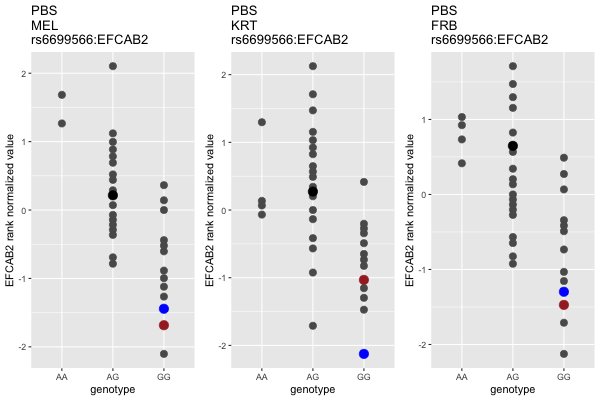 PBS
MEL
rs6699566:EFCAB2
EFCAB2 rank normalized value
2
1
0
-1
-2
AA AG GG
genotype
PBS
KRT
rs6699566:EFCAB2
EFCAB2 rank normalized value
2
1
0
-1
-2
AA AG GG
genotype
PBS
FRB
rs6699566:EFCAB2
EFCAB2 rank normalized value
1
0
-1
-2
AA AG GG
genotype